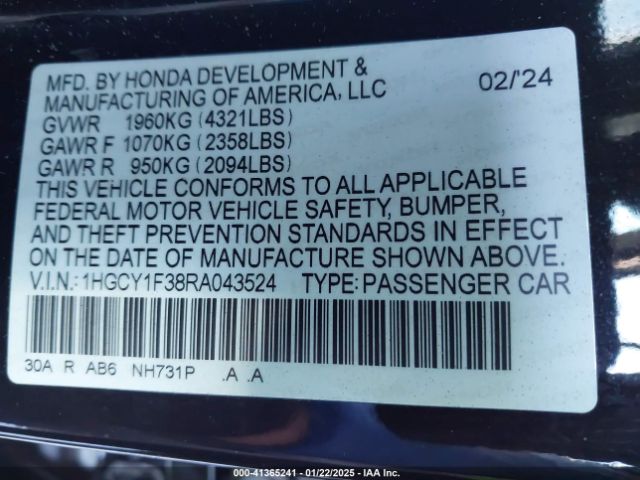 MFD. BY HONDA DEVELOPMENT &
MANUFACTURING OF AMERICA, LLC 02/'24
GVWR 1960KG (4321LBS)
GAWR F 1070KG (2358LBS)
GAWR R 950KG (2094LBS)
THIS VEHICLE CONFORMS TO ALL APPLICABLE
FEDERAL MOTOR VEHICLE SAFETY, BUMPER,
AND THEFT PREVENTION STANDARDS IN EFFECT
ON THE DATE OF MANUFACTURE SHOWN ABOVE.
V.I.N.:1HGCY1F38RA043524 TYPE:PASSENGER CAR
30A R AB6 NH731P .A .A
000-41365241 - 01/22/2025 - IAA Inc.